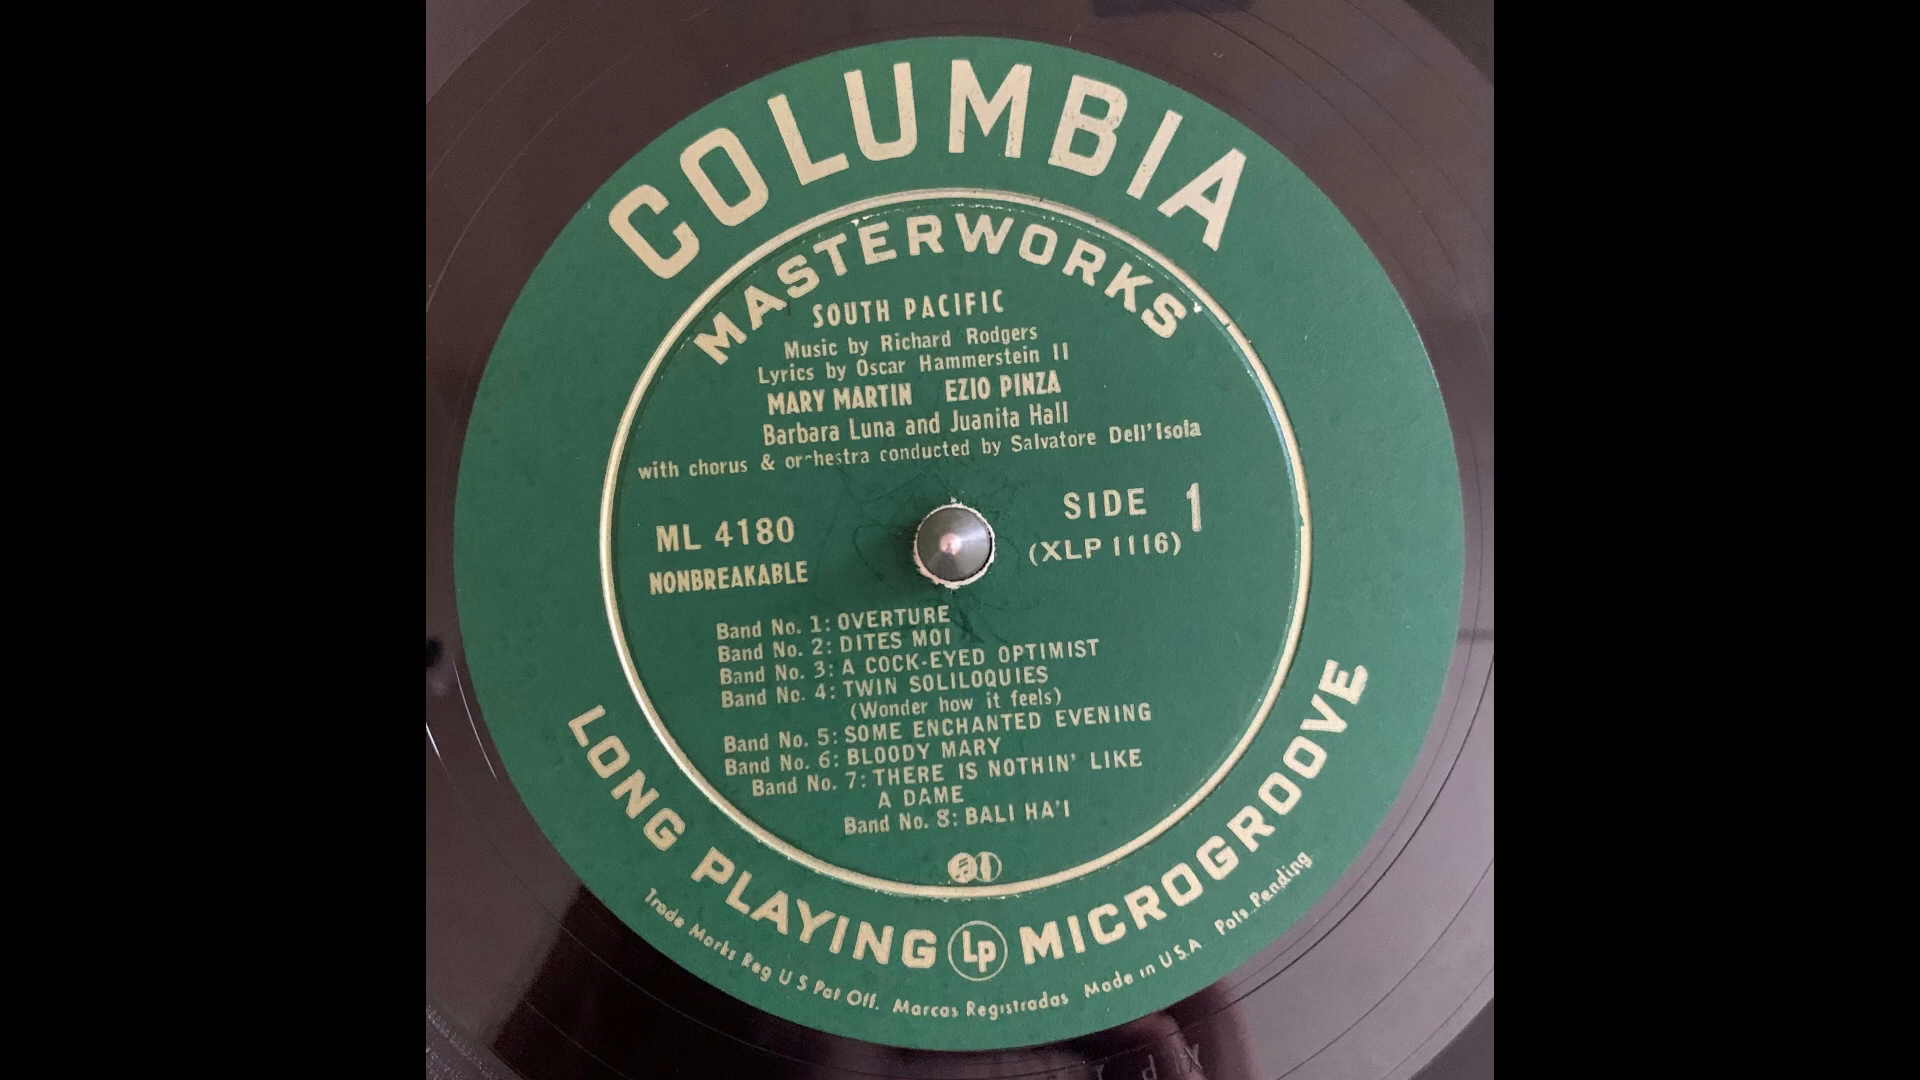 COLUMBIA
MASTERWORKS
SOUTH PACIFIC
Music by Richard Rodgers
Lyrics by Oscar Hammerstein II
MARY MARTIN EZIO PINZA
Barbara Luna and Juanita Hall
with chorus & orchestra conducted by Salvatore Dell'Isola
ML 4180
NONBREAKABLE
SIDE 1
(XLP 1116)
Band No. 1: OVERTURE
Band No. 2: DITES MOI
Band No. 3: A COCK-EYED OPTIMIST
Band No. 4: TWIN SOLILOQUIES
(Wonder how it feels)
Band No. 5: SOME ENCHANTED EVENING
Band No. 6: BLOODY MARY
Band No. 7: THERE IS NOTHIN' LIKE
A DAME
Band No. 8: BALI HA'I
LONG PLAYING Lp MICROGROOVE
Trade Marks Reg U S Pat Off. Marcas Registradas Made in U.S.A Pats. Pending